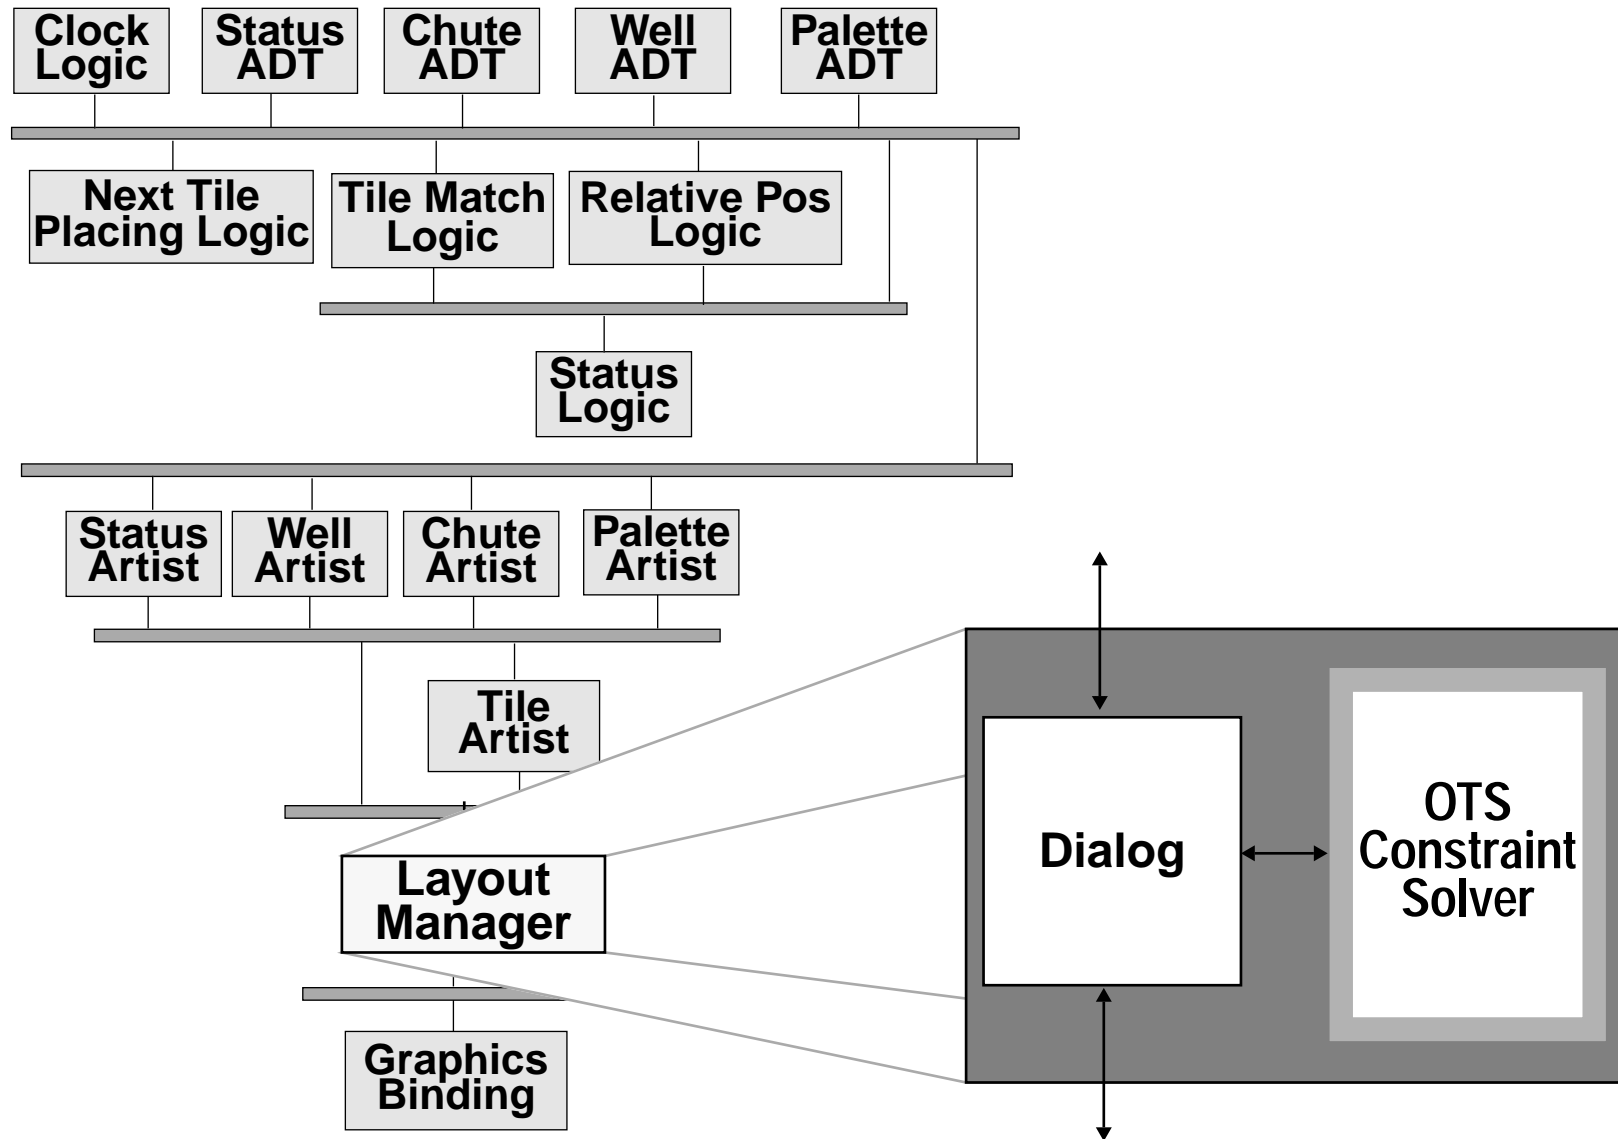 Clock
Logic
Status
ADT
Chute
ADT
Well
ADT
Palette
ADT
Next Tile
Placing Logic
Tile Match
Logic
Relative Pos
Logic
Status
Logic
Status
Artist
Well
Artist
Chute
Artist
Palette
Artist
Tile
Artist
Layout
Manager
Graphics
Binding
Dialog
OTS
Constraint
Solver